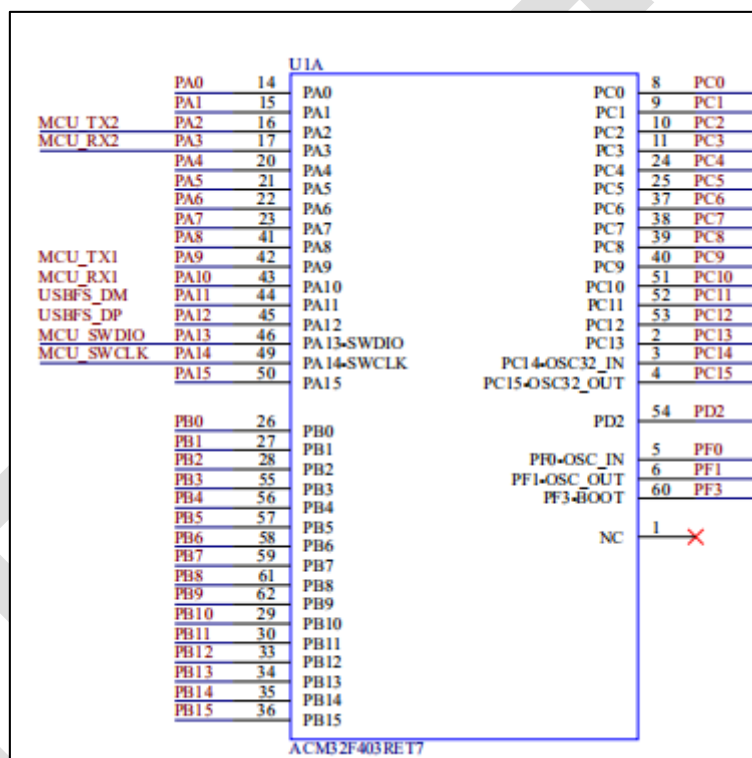 U1A
PA0 14 PA0 PC0 8 PC0
PA1 15 PA1 PC1 9 PC1
MCU_TX2 PA2 16 PA2 PC2 10 PC2
MCU_RX2 PA3 17 PA3 PC3 11 PC3
PA4 20 PA4 PC4 24 PC4
PA5 21 PA5 PC5 25 PC5
PA6 22 PA6 PC6 37 PC6
PA7 23 PA7 PC7 38 PC7
PA8 41 PA8 PC8 39 PC8
MCU_TX1 PA9 42 PA9 PC9 40 PC9
MCU_RX1 PA10 43 PA10 PC10 51 PC10
USBFS_DM PA11 44 PA11 PC11 52 PC11
USBFS_DP PA12 45 PA12 PC12 53 PC12
MCU_SWDIO PA13 46 PA13-SWDIO PC13 2 PC13
MCU_SWCLK PA14 49 PA14-SWCLK PC14-OSC32_IN 3 PC14
PA15 50 PA15 PC15-OSC32_OUT 4 PC15
PB0 26 PB0 PD2 54 PD2
PB1 27 PB1
PB2 28 PB2 PF0-OSC_IN 5 PF0
PB3 55 PB3 PF1-OSC_OUT 6 PF1
PB4 56 PB4 PF3-BOOT 60 PF3
PB5 57 PB5
PB6 58 PB6 NC 1
PB7 59 PB7
PB8 61 PB8
PB9 62 PB9
PB10 29 PB10
PB11 30 PB11
PB12 33 PB12
PB13 34 PB13
PB14 35 PB14
PB15 36 PB15
ACM32F403RET7